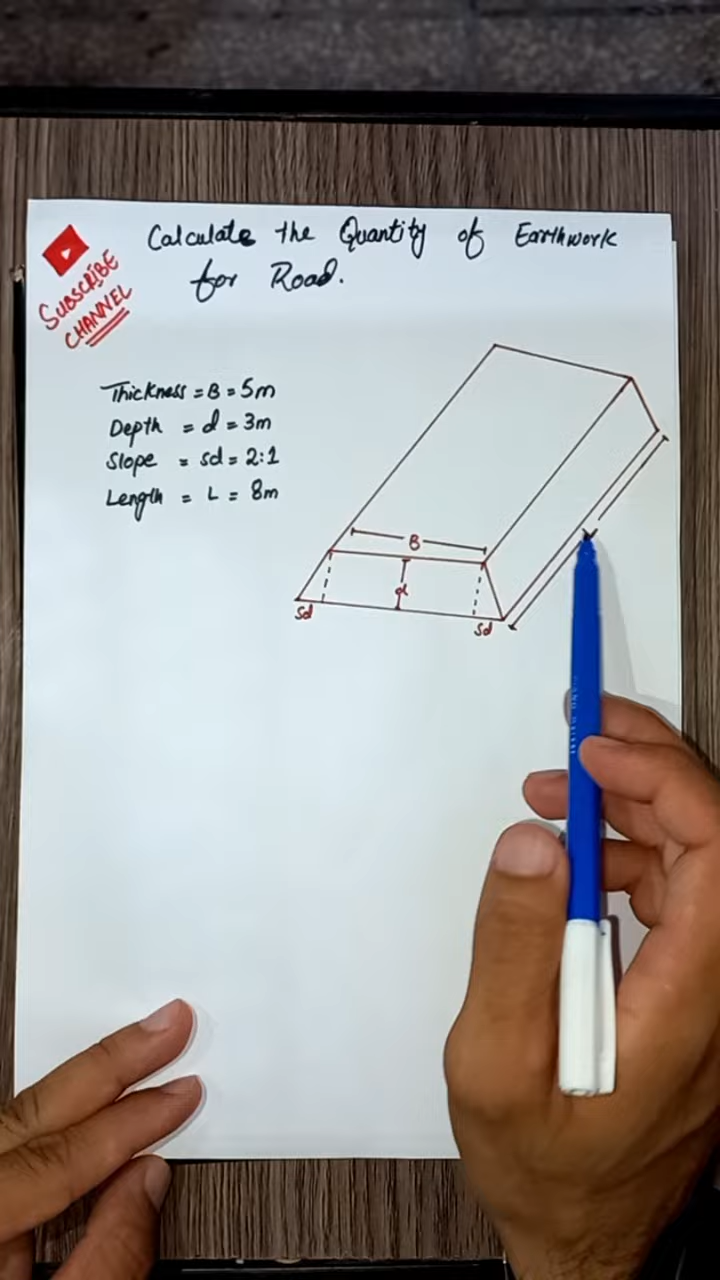 Calculate the Quantity of Earthwork
for Road.
SUBSCRIBE
CHANNEL
Thickness = B = 5m
Depth = d = 3m
Slope = Sd = 2:1
Length = L = 8m
B
d
Sd
Sd